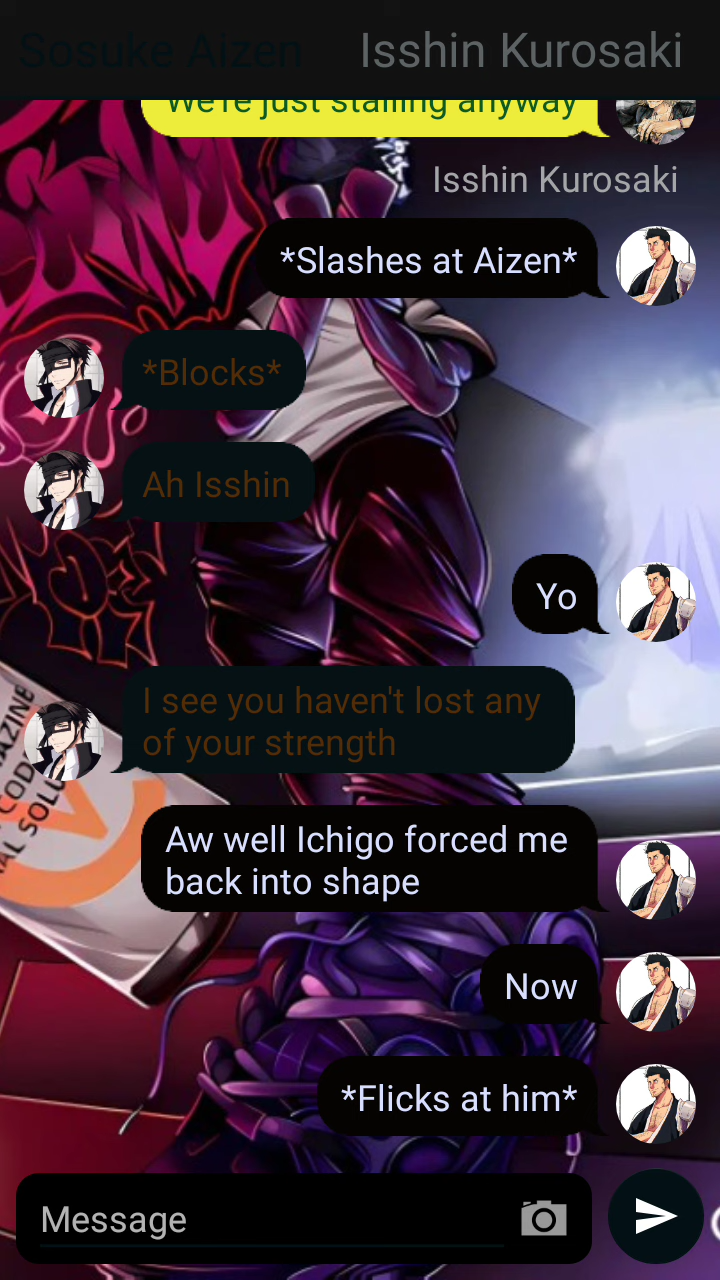 Sosuke Aizen
Isshin Kurosaki
We're just stalling anyway
Isshin Kurosaki
*Slashes at Aizen*
*Blocks*
Ah Isshin
Yo
I see you haven't lost any
of your strength
Aw well Ichigo forced me
back into shape
Now
*Flicks at him*
Message